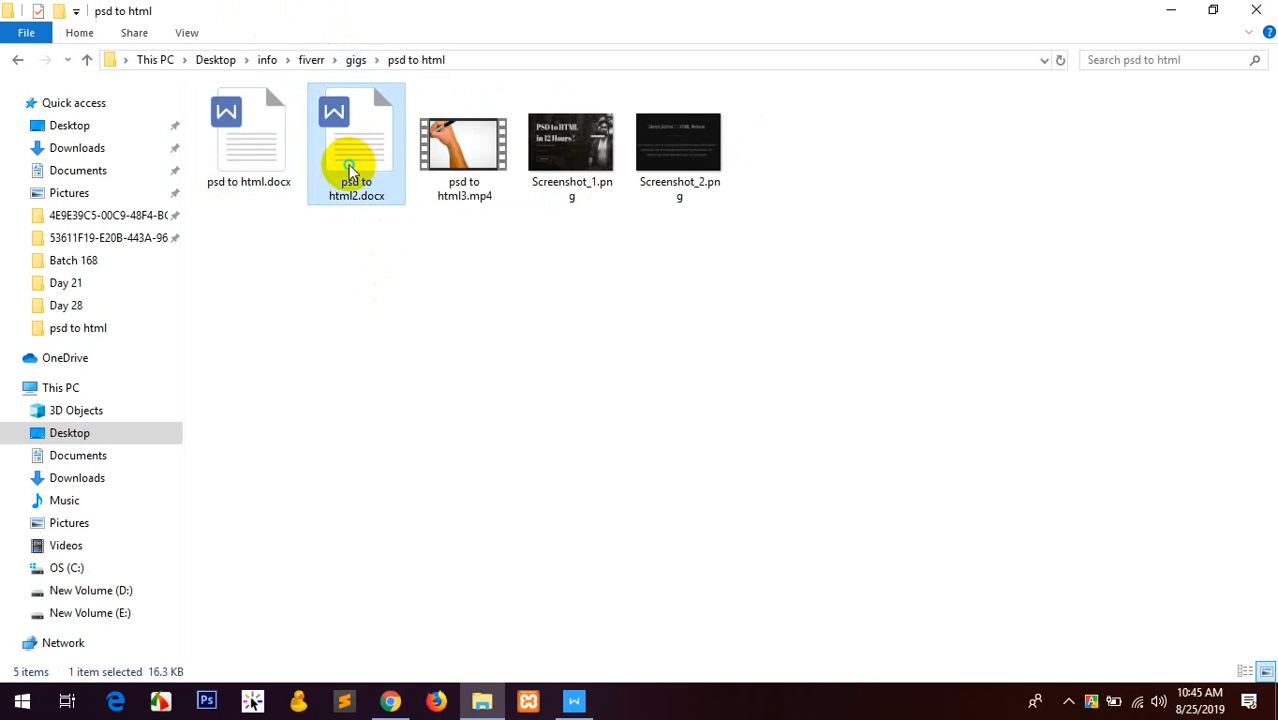 psd to html
File
Home
Share
View
This PC
Desktop
info
fiverr
gigs
psd to html
Search psd to html
Quick access
Desktop
Downloads
Documents
Pictures
4E9E39C5-00C9-48F4-BC
53611F19-E20B-443A-96
Batch 168
Day 21
Day 28
psd to html
OneDrive
This PC
3D Objects
Desktop
Documents
Downloads
Music
Pictures
Videos
OS (C:)
New Volume (D:)
New Volume (E:)
Network
W
psd to html.docx
W
psd to
html2.docx
psd to
html3.mp4
PSD to HTML
in 12 Hours !
Screenshot_1.pn
g
Screenshot_2.pn
g
5 items
1 item selected 16.3 KB
Ps
W
A
10:45 AM
8/25/2019